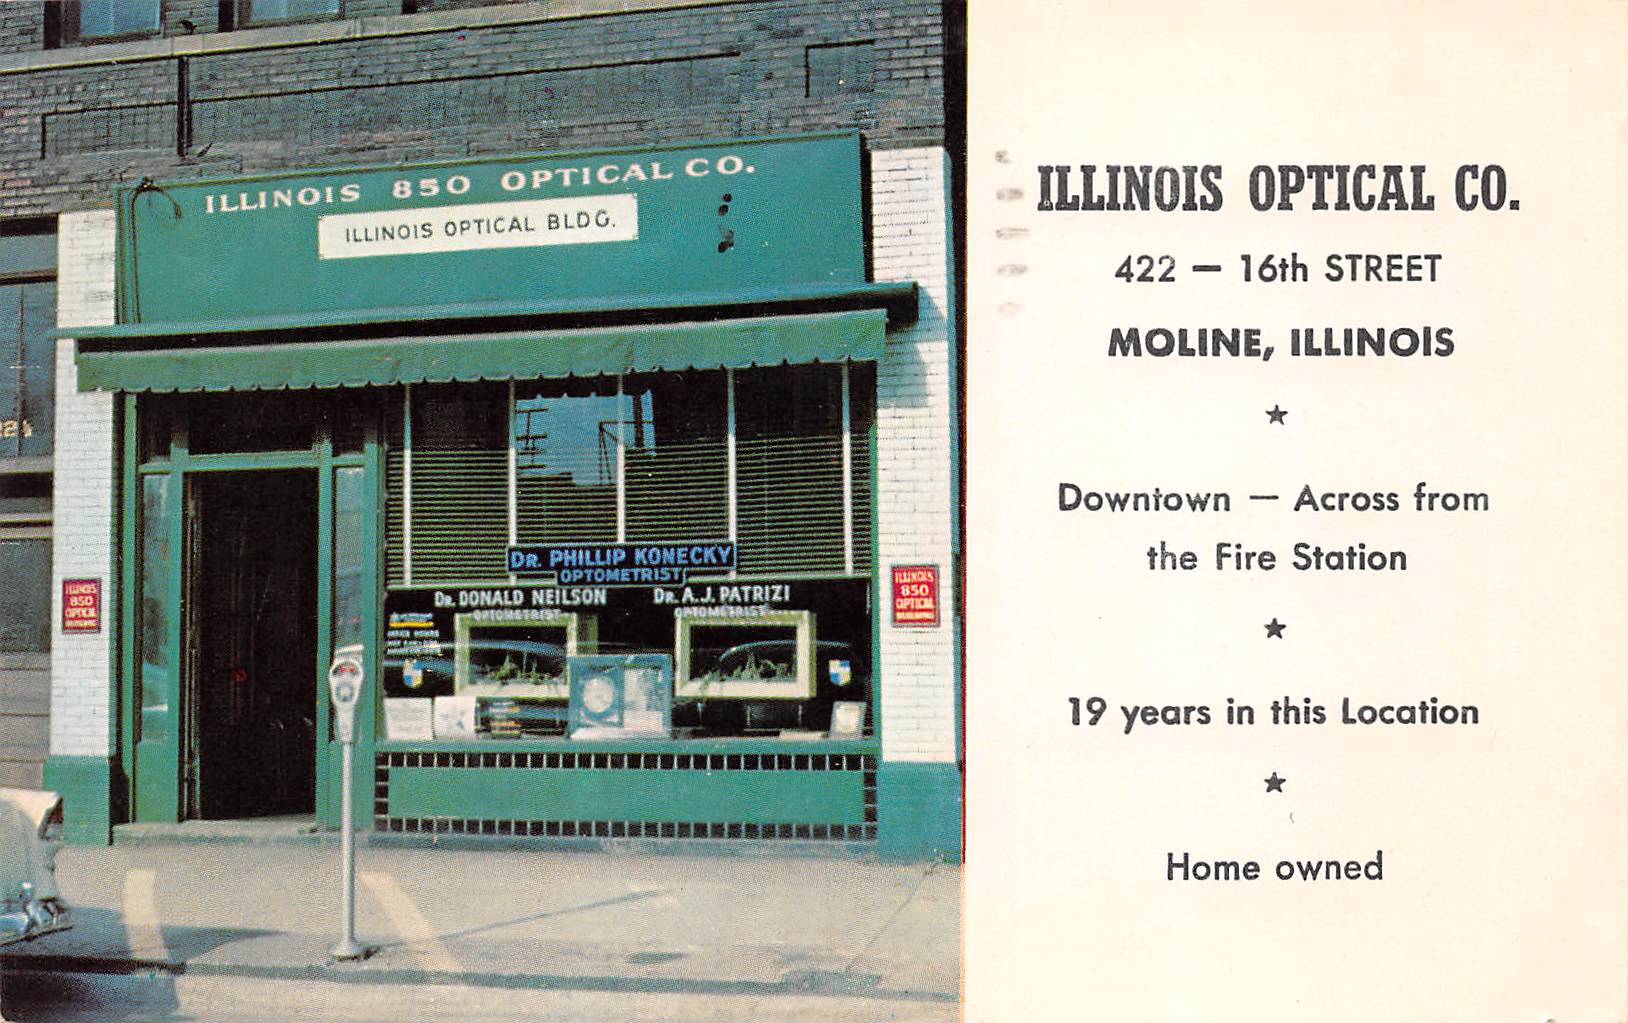 ILLINOIS 850 OPTICAL CO.
ILLINOIS OPTICAL BLDG.
DR. PHILLIP KONECKY
OPTOMETRIST
DR. DONALD NEILSON
OPTOMETRIST
DR. A. J. PATRIZI
OPTOMETRIST
ILLINOIS
850
OPTICAL
ILLINOIS
850
OPTICAL
BUILDING
ILLINOIS OPTICAL CO.
422 — 16th STREET
MOLINE, ILLINOIS
Downtown — Across from
the Fire Station
19 years in this Location
Home owned